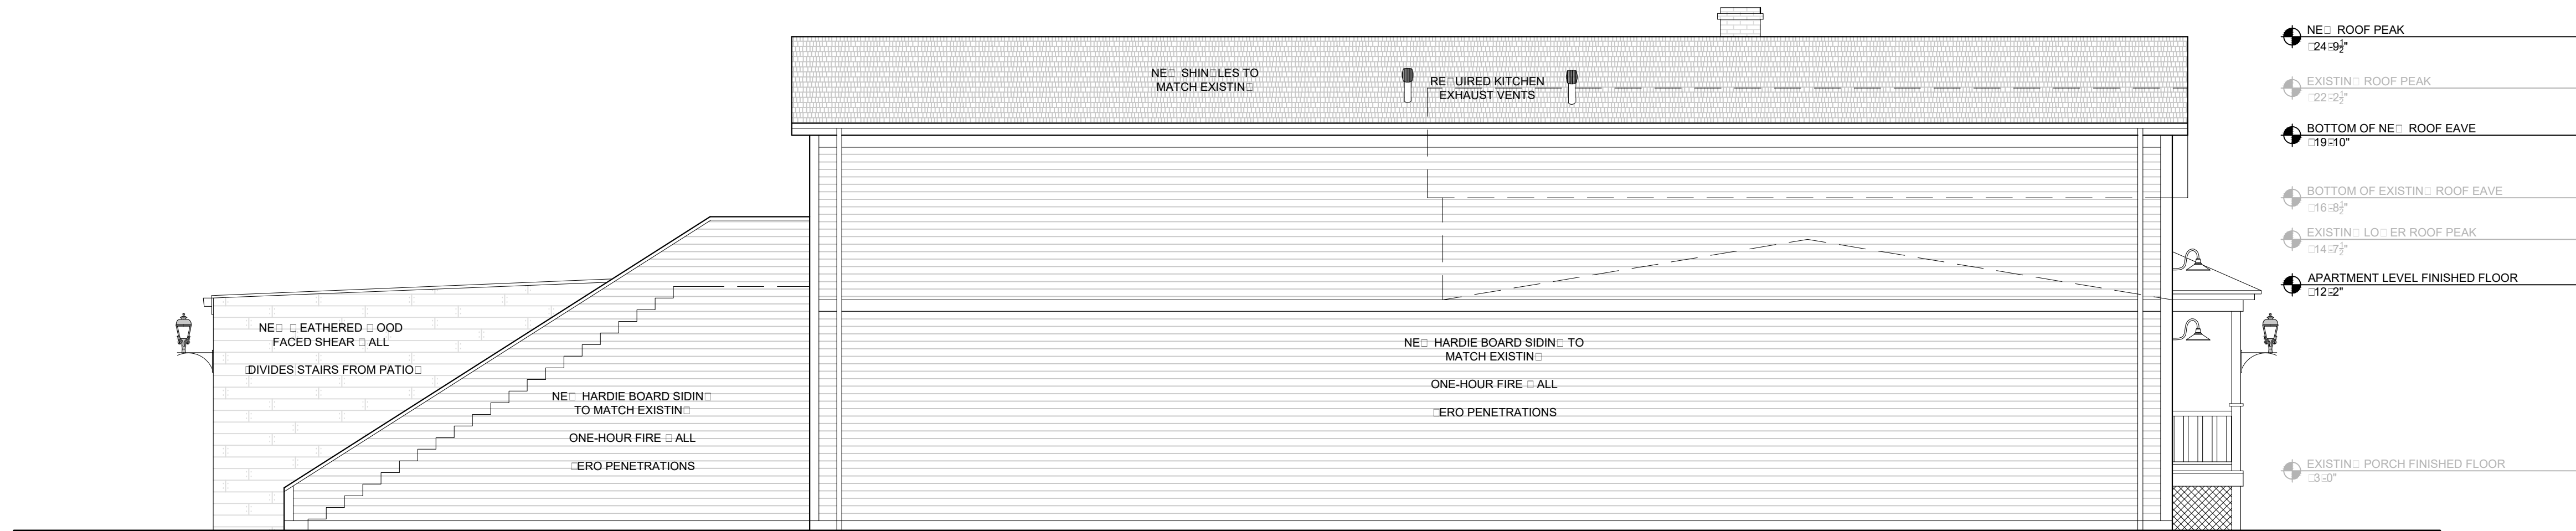 NE□ ROOF PEAK
□24□-9½"
NE□ SHIN□LES TO
MATCH EXISTIN□
RE□UIRED KITCHEN
EXHAUST VENTS
EXISTIN□ ROOF PEAK
□22□-2½"
BOTTOM OF NE□ ROOF EAVE
□19□-10"
BOTTOM OF EXISTIN□ ROOF EAVE
□16□-8½"
EXISTIN□ LO□ER ROOF PEAK
□14□-7½"
APARTMENT LEVEL FINISHED FLOOR
□12□-2"
NE□ □EATHERED □OOD
FACED SHEAR □ALL
□DIVIDES STAIRS FROM PATIO□
NE□ HARDIE BOARD SIDIN□
TO MATCH EXISTIN□
ONE-HOUR FIRE □ALL
□ERO PENETRATIONS
NE□ HARDIE BOARD SIDIN□ TO
MATCH EXISTIN□
ONE-HOUR FIRE □ALL
□ERO PENETRATIONS
EXISTIN□ PORCH FINISHED FLOOR
□3□-0"